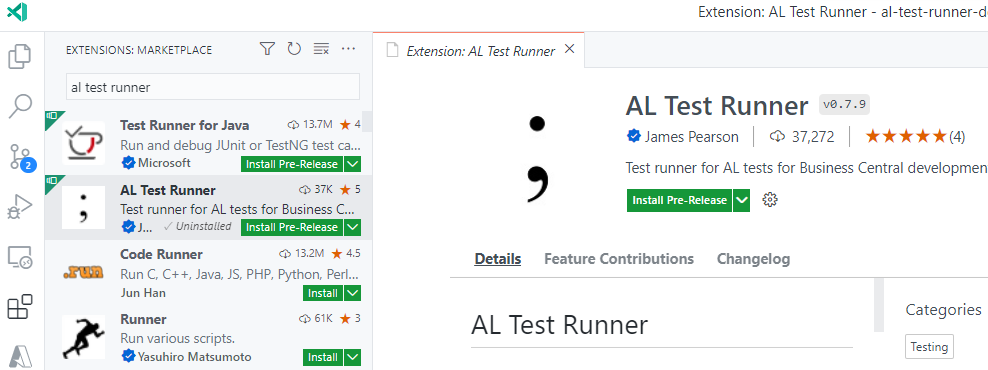 Extension: AL Test Runner - al-test-runner-d
EXTENSIONS: MARKETPLACE
al test runner
Test Runner for Java 13.7M 4
Run and debug JUnit or TestNG test ca...
Microsoft Install Pre-Release
AL Test Runner 37K 5
Test runner for AL tests for Business C...
J... Uninstalled Install Pre-Release
Code Runner 13.2M 4.5
Run C, C++, Java, JS, PHP, Python, Perl...
Jun Han Install
Runner 61K 3
Run various scripts.
Yasuhiro Matsumoto Install
2
.run
Extension: AL Test Runner
AL Test Runner v0.7.9
James Pearson 37,272 (4)
Test runner for AL tests for Business Central developmen
Install Pre-Release
Details Feature Contributions Changelog
AL Test Runner
Categories
Testing